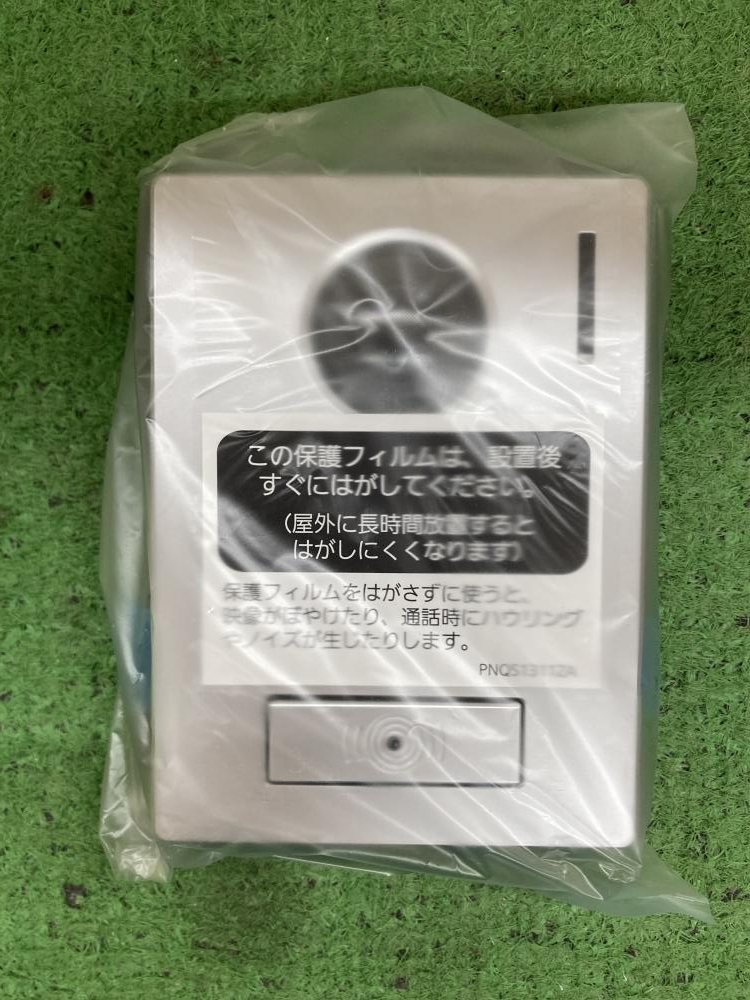 この保護フィルムは、設置後
すぐにはがしてください。
（屋外に長時間放置すると
はがしにくくなります）
保護フィルムをはがさずに使うと、
映像がぼやけたり、通話時にハウリング
やノイズが生じたりします。
PNQS1311ZA